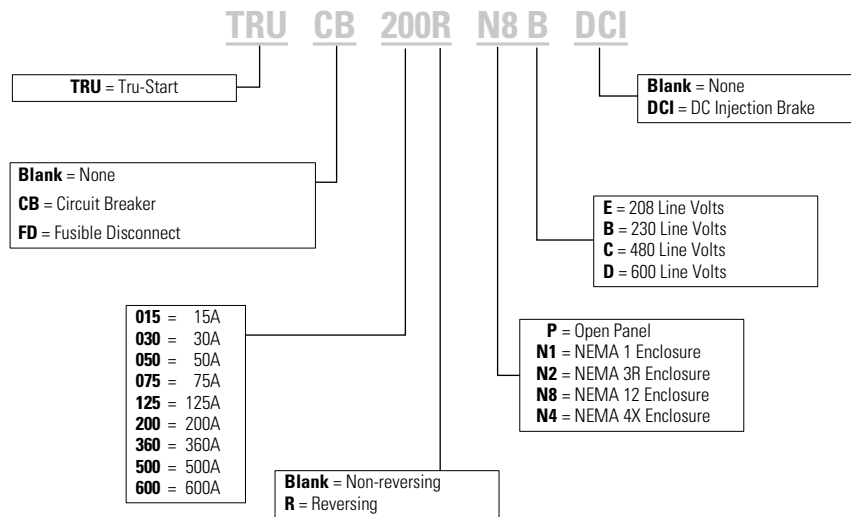 TRU CB 200R N8 B DCI
TRU = Tru-Start
Blank = None
DCI = DC Injection Brake
Blank = None
CB = Circuit Breaker
FD = Fusible Disconnect
E = 208 Line Volts
B = 230 Line Volts
C = 480 Line Volts
D = 600 Line Volts
015 = 15A
030 = 30A
050 = 50A
075 = 75A
125 = 125A
200 = 200A
360 = 360A
500 = 500A
600 = 600A
P = Open Panel
N1 = NEMA 1 Enclosure
N2 = NEMA 3R Enclosure
N8 = NEMA 12 Enclosure
N4 = NEMA 4X Enclosure
Blank = Non-reversing
R = Reversing